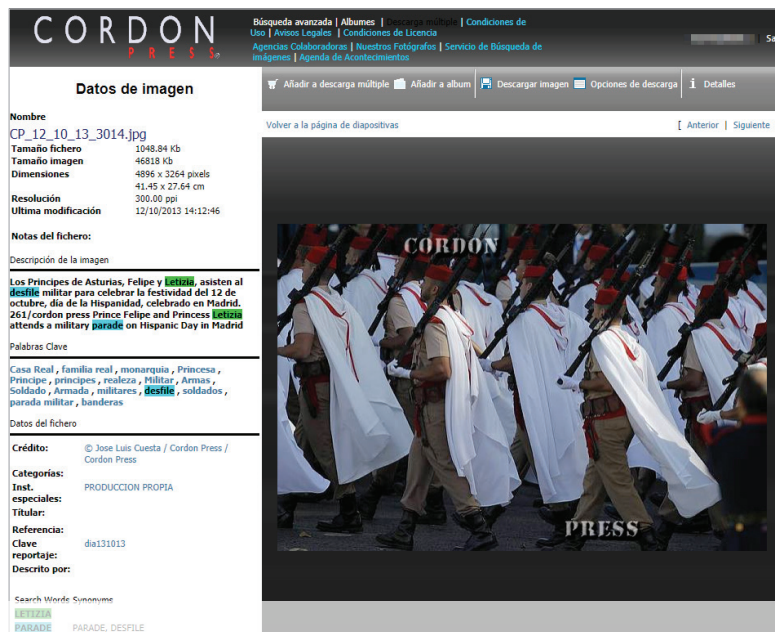 CORDON
PRESS
Búsqueda avanzada | Albumes | Descarga múltiple | Condiciones de
Uso | Avisos Legales | Condiciones de Licencia
Agencias Colaboradoras | Nuestros Fotógrafos | Servicio de Búsqueda de
imágenes | Agenda de Acontecimientos
Sa
Datos de imagen
Añadir a descarga múltiple Añadir a album Descargar imagen Opciones de descarga Detalles
Nombre
CP_12_10_13_3014.jpg
Tamaño fichero 1048.84 Kb
Tamaño imagen 46818 Kb
Dimensiones 4896 x 3264 pixels
41.45 x 27.64 cm
Resolución 300.00 ppi
Ultima modificación 12/10/2013 14:12:46
Notas del fichero:
Descripción de la imagen
Los Principes de Asturias, Felipe y Letizia, asisten al
desfile militar para celebrar la festividad del 12 de
octubre, día de la Hispanidad, celebrado en Madrid.
261/cordon press Prince Felipe and Princess Letizia
attends a military parade on Hispanic Day in Madrid
Palabras Clave
Casa Real , familia real , monarquia , Princesa ,
Principe , principes , realeza , Militar , Armas ,
Soldado , Armada , militares , desfile , soldados ,
parada militar , banderas
Datos del fichero
Crédito: © Jose Luis Cuesta / Cordon Press /
Cordon Press
Categorías:
Inst. PRODUCCION PROPIA
especiales:
Títular:
Referencia:
Clave dia131013
reportaje:
Descrito por:
Search Words Synonyms
LETIZIA
PARADE PARADE, DESFILE
Volver a la página de diapositivas
[ Anterior | Siguiente
CORDON
PRESS